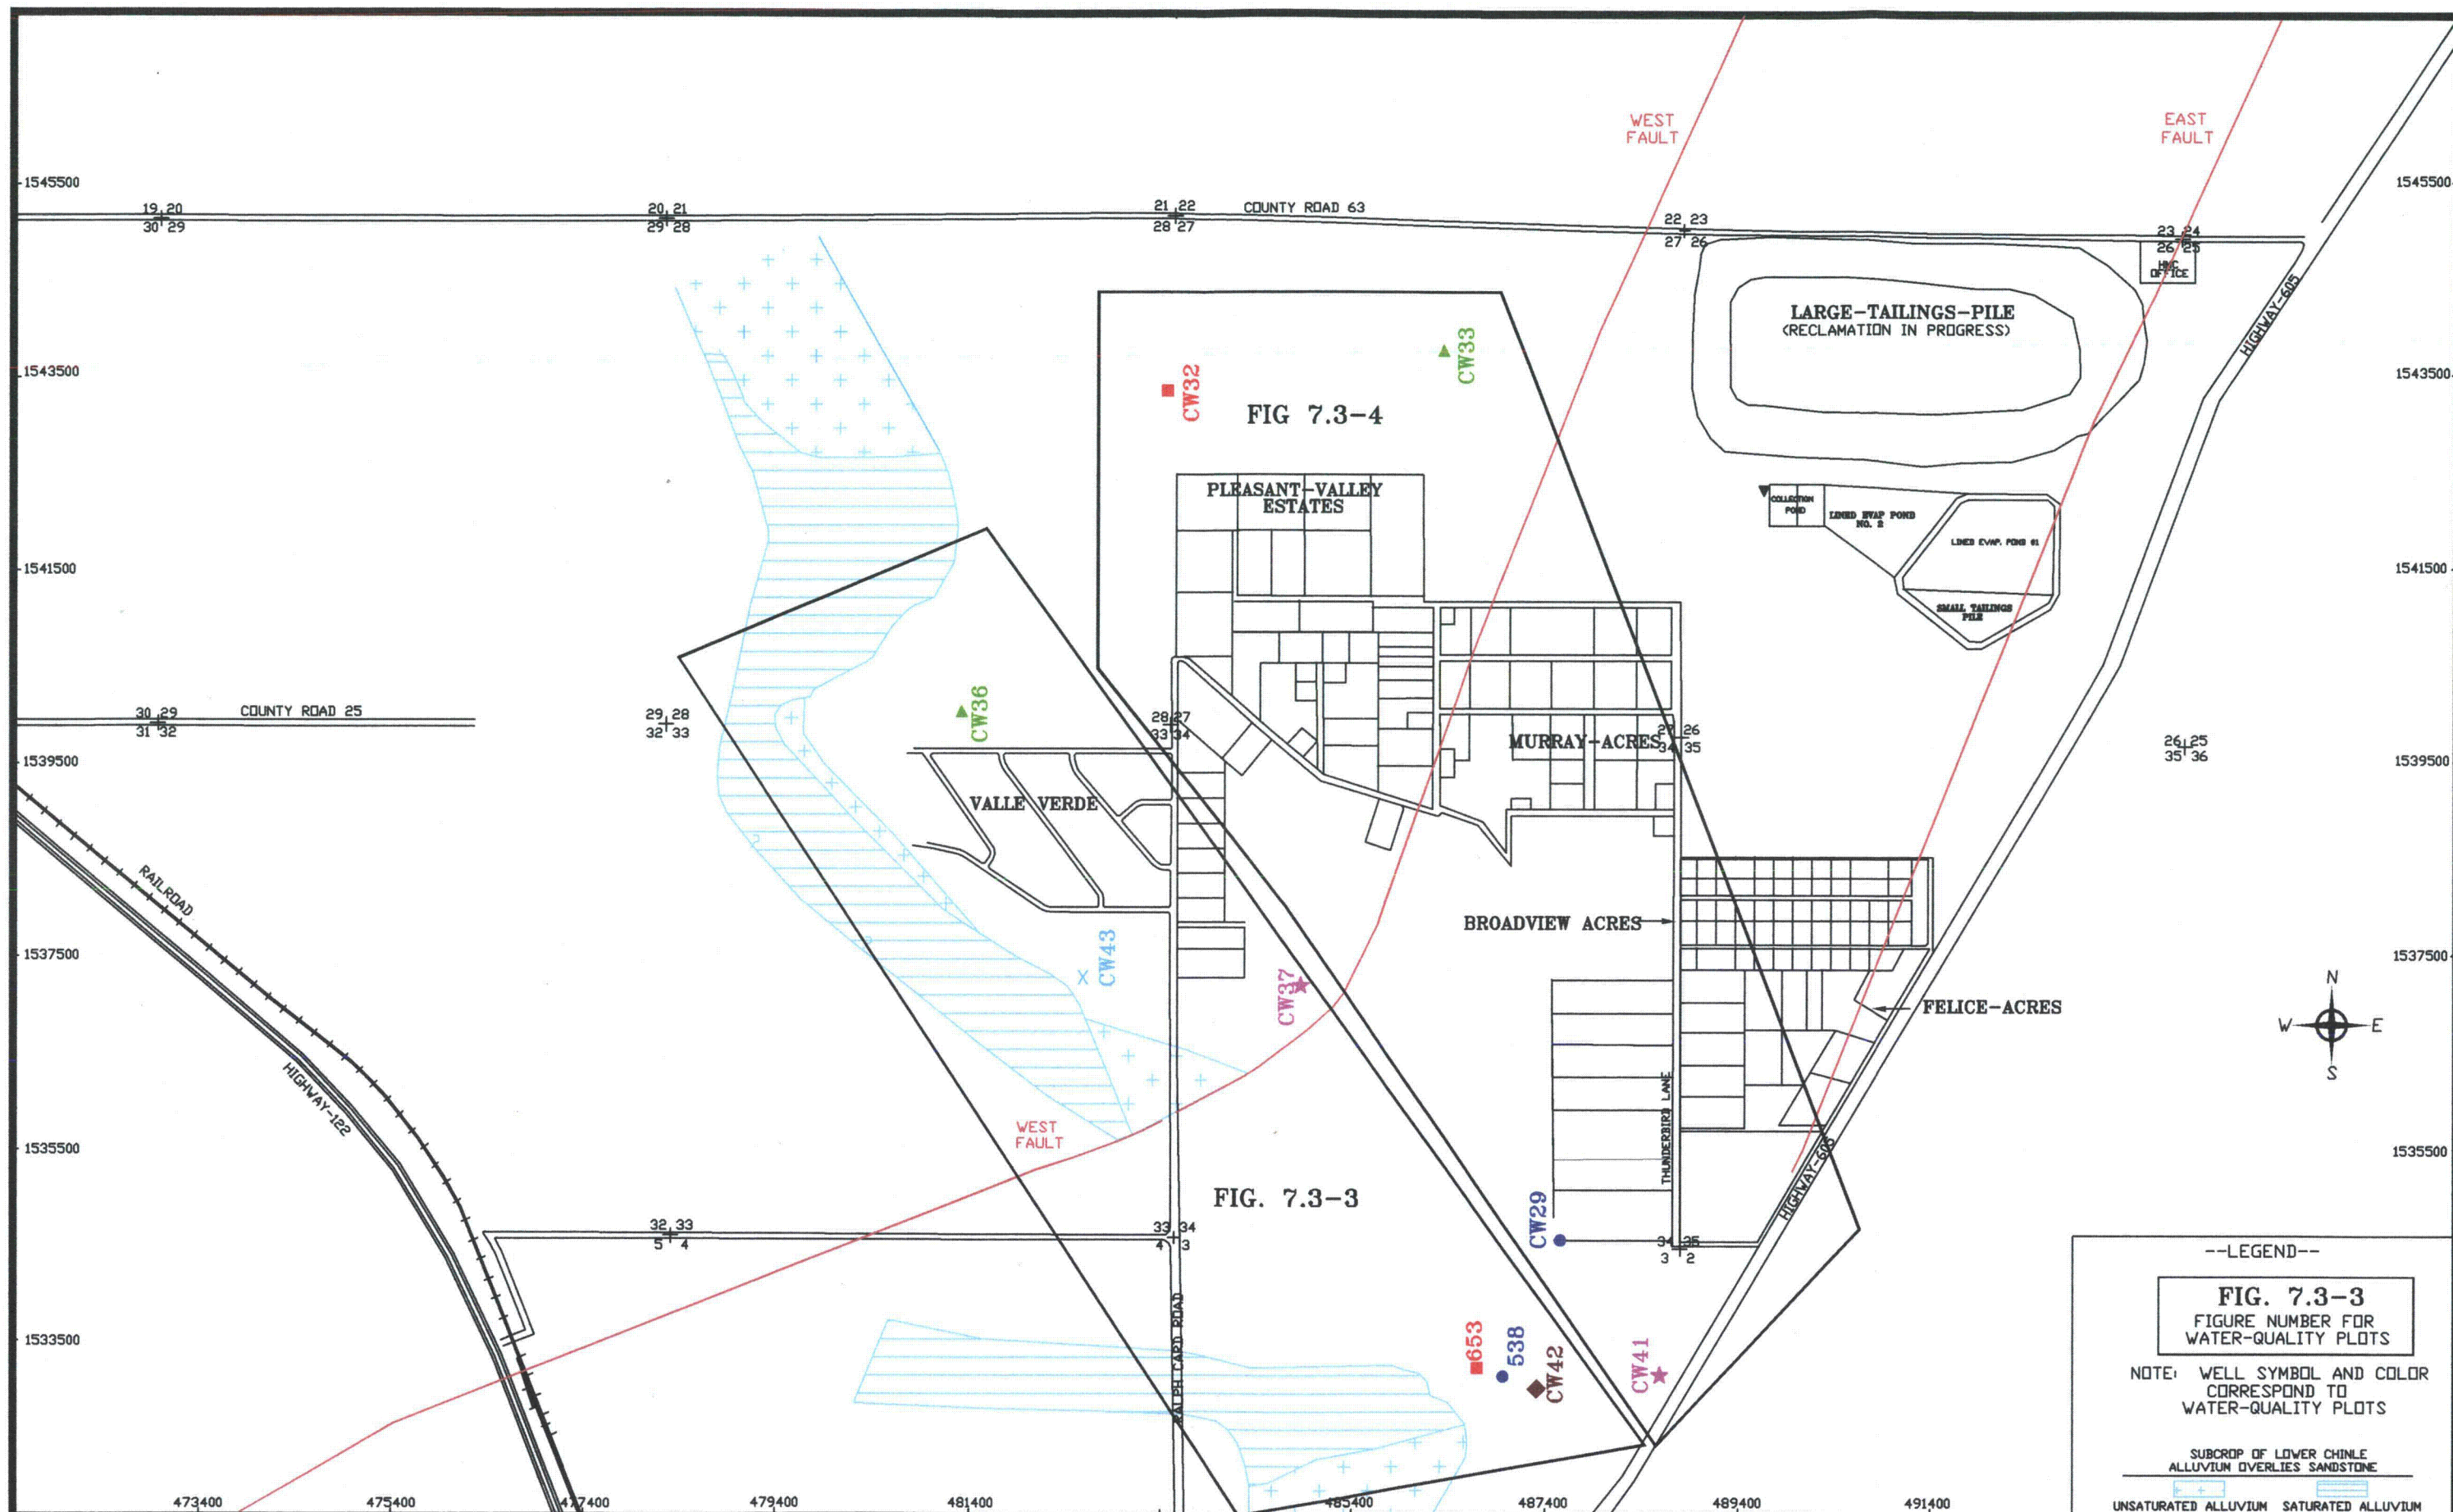 WEST
FAULT
EAST
FAULT
1545500
1545500
19 20
30 29
20 21
29 28
21 22
28 27
COUNTY ROAD 63
22 23
27 26
23 24
26 25
HMC
OFFICE
HIGHWAY-605
LARGE-TAILINGS-PILE
(RECLAMATION IN PROGRESS)
1543500
1543500
CW32
CW33
FIG 7.3-4
PLEASANT-VALLEY
ESTATES
COLLECTION
POND
LINED EVAP POND
NO. 2
LINED EVAP. POND #1
SMALL TAILINGS
PILE
1541500
1541500
CW36
30 29
31 32
COUNTY ROAD 25
29 28
32 33
28 27
33 34
MURRAY-ACRES
27 26
34 35
26 25
35 36
1539500
1539500
VALLE VERDE
RAILROAD
BROADVIEW ACRES
1537500
1537500
CW43
CW37
FELICE-ACRES
N
W E
S
HIGHWAY-122
THUNDERBIRD LANE
WEST
FAULT
1535500
1535500
HIGHWAY-605
FIG. 7.3-3
CW29
32 33
5 4
33 34
4 3
34 35
3 2
RALPH CARD ROAD
1533500
653
538
CW42
CW41
--LEGEND--
FIG. 7.3-3
FIGURE NUMBER FOR
WATER-QUALITY PLOTS
NOTE: WELL SYMBOL AND COLOR
CORRESPOND TO
WATER-QUALITY PLOTS
SUBCROP OF LOWER CHINLE
ALLUVIUM OVERLIES SANDSTONE
UNSATURATED ALLUVIUM SATURATED ALLUVIUM
473400 475400 477400 479400 481400 485400 487400 489400 491400